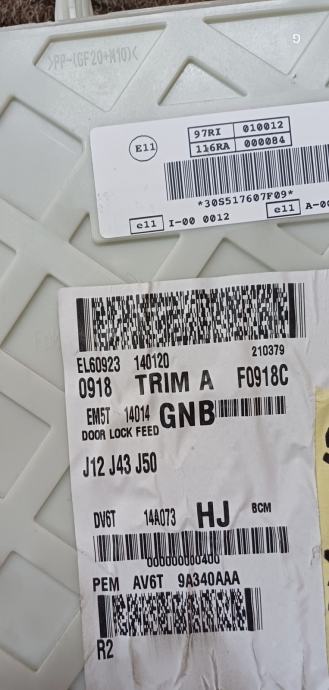 >PP-(GF20+M10)<
G
E11 97RI 010012
116RA 000084
*30S517607F09*
e11 I-00 0012 e11 A-00
EL60923 140120 210379
0918 TRIM A F0918C
EM5T 14014 GNB
DOOR LOCK FEED
J12 J43 J50
DV6T 14A073 HJ BCM
00000000400
PEM AV6T 9A340AAA
R2